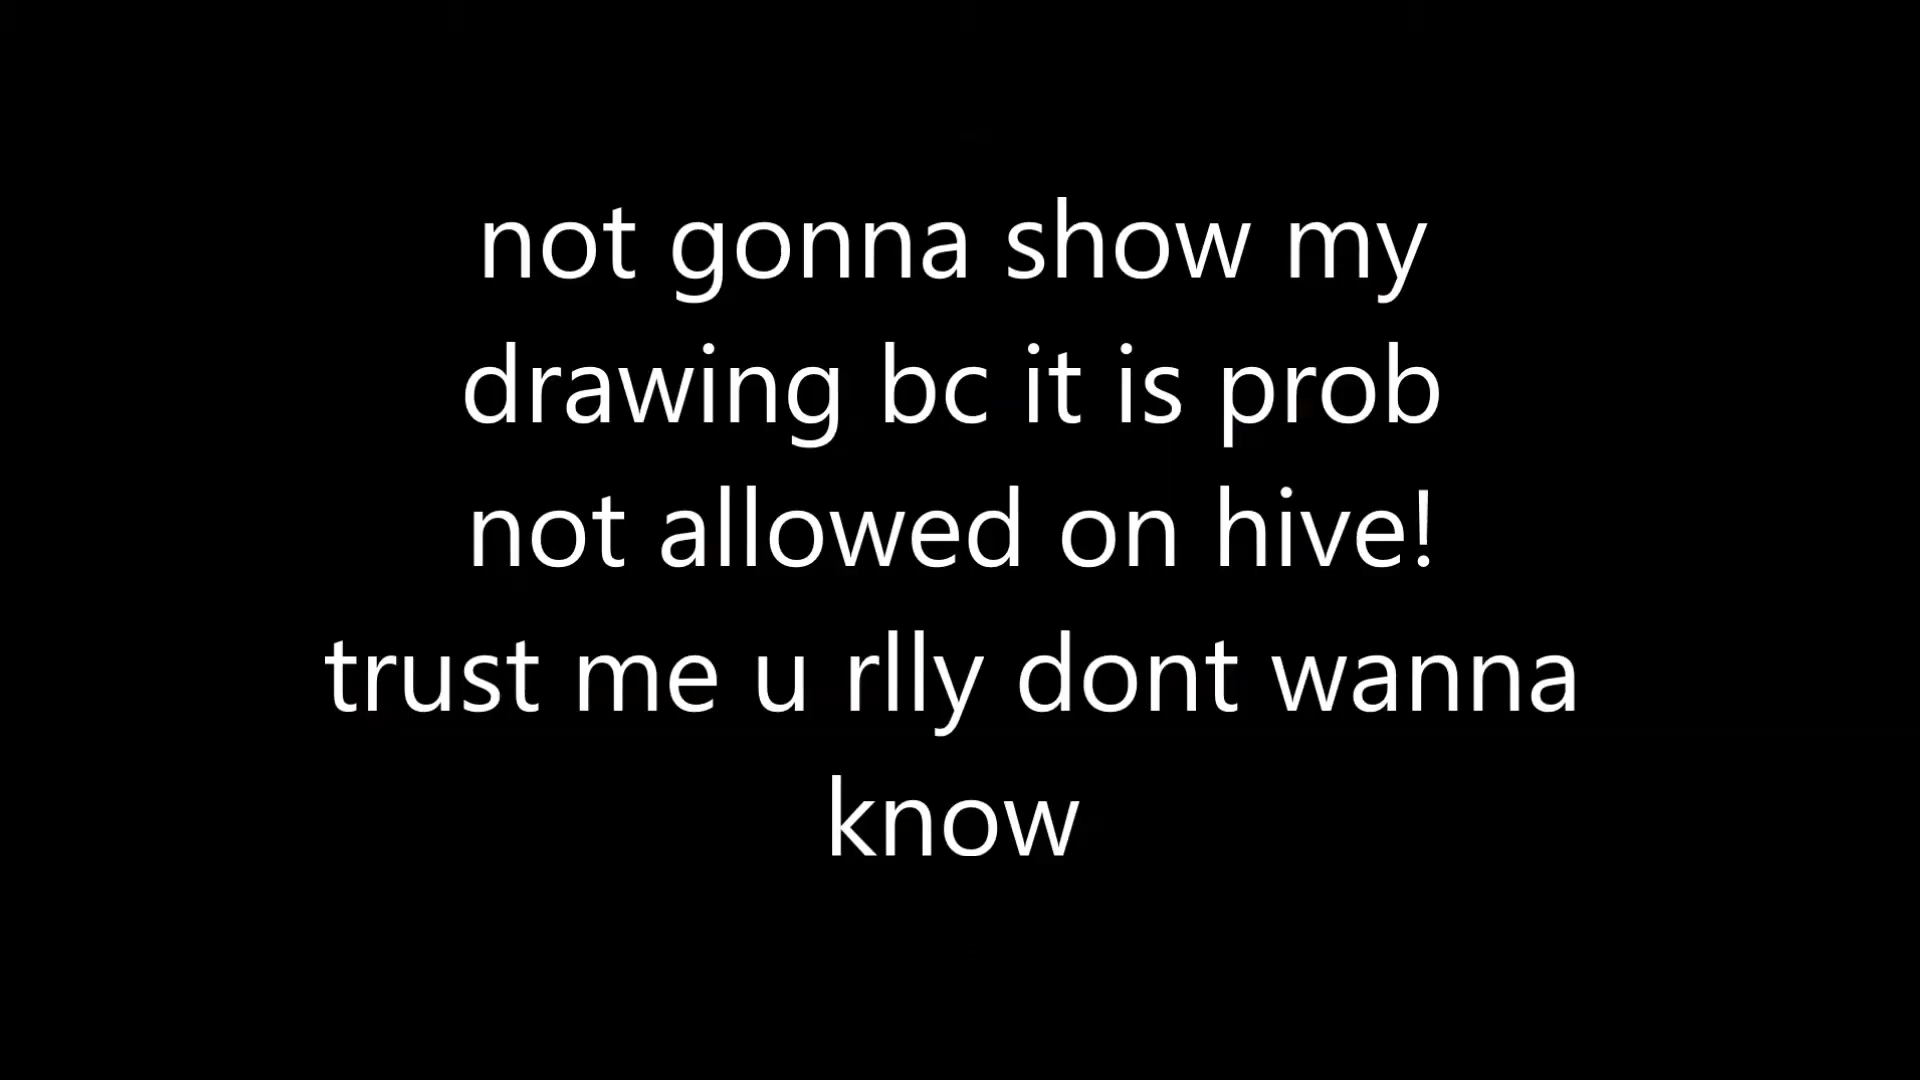 not gonna show my
drawing bc it is prob
not allowed on hive!
trust me u rlly dont wanna
know